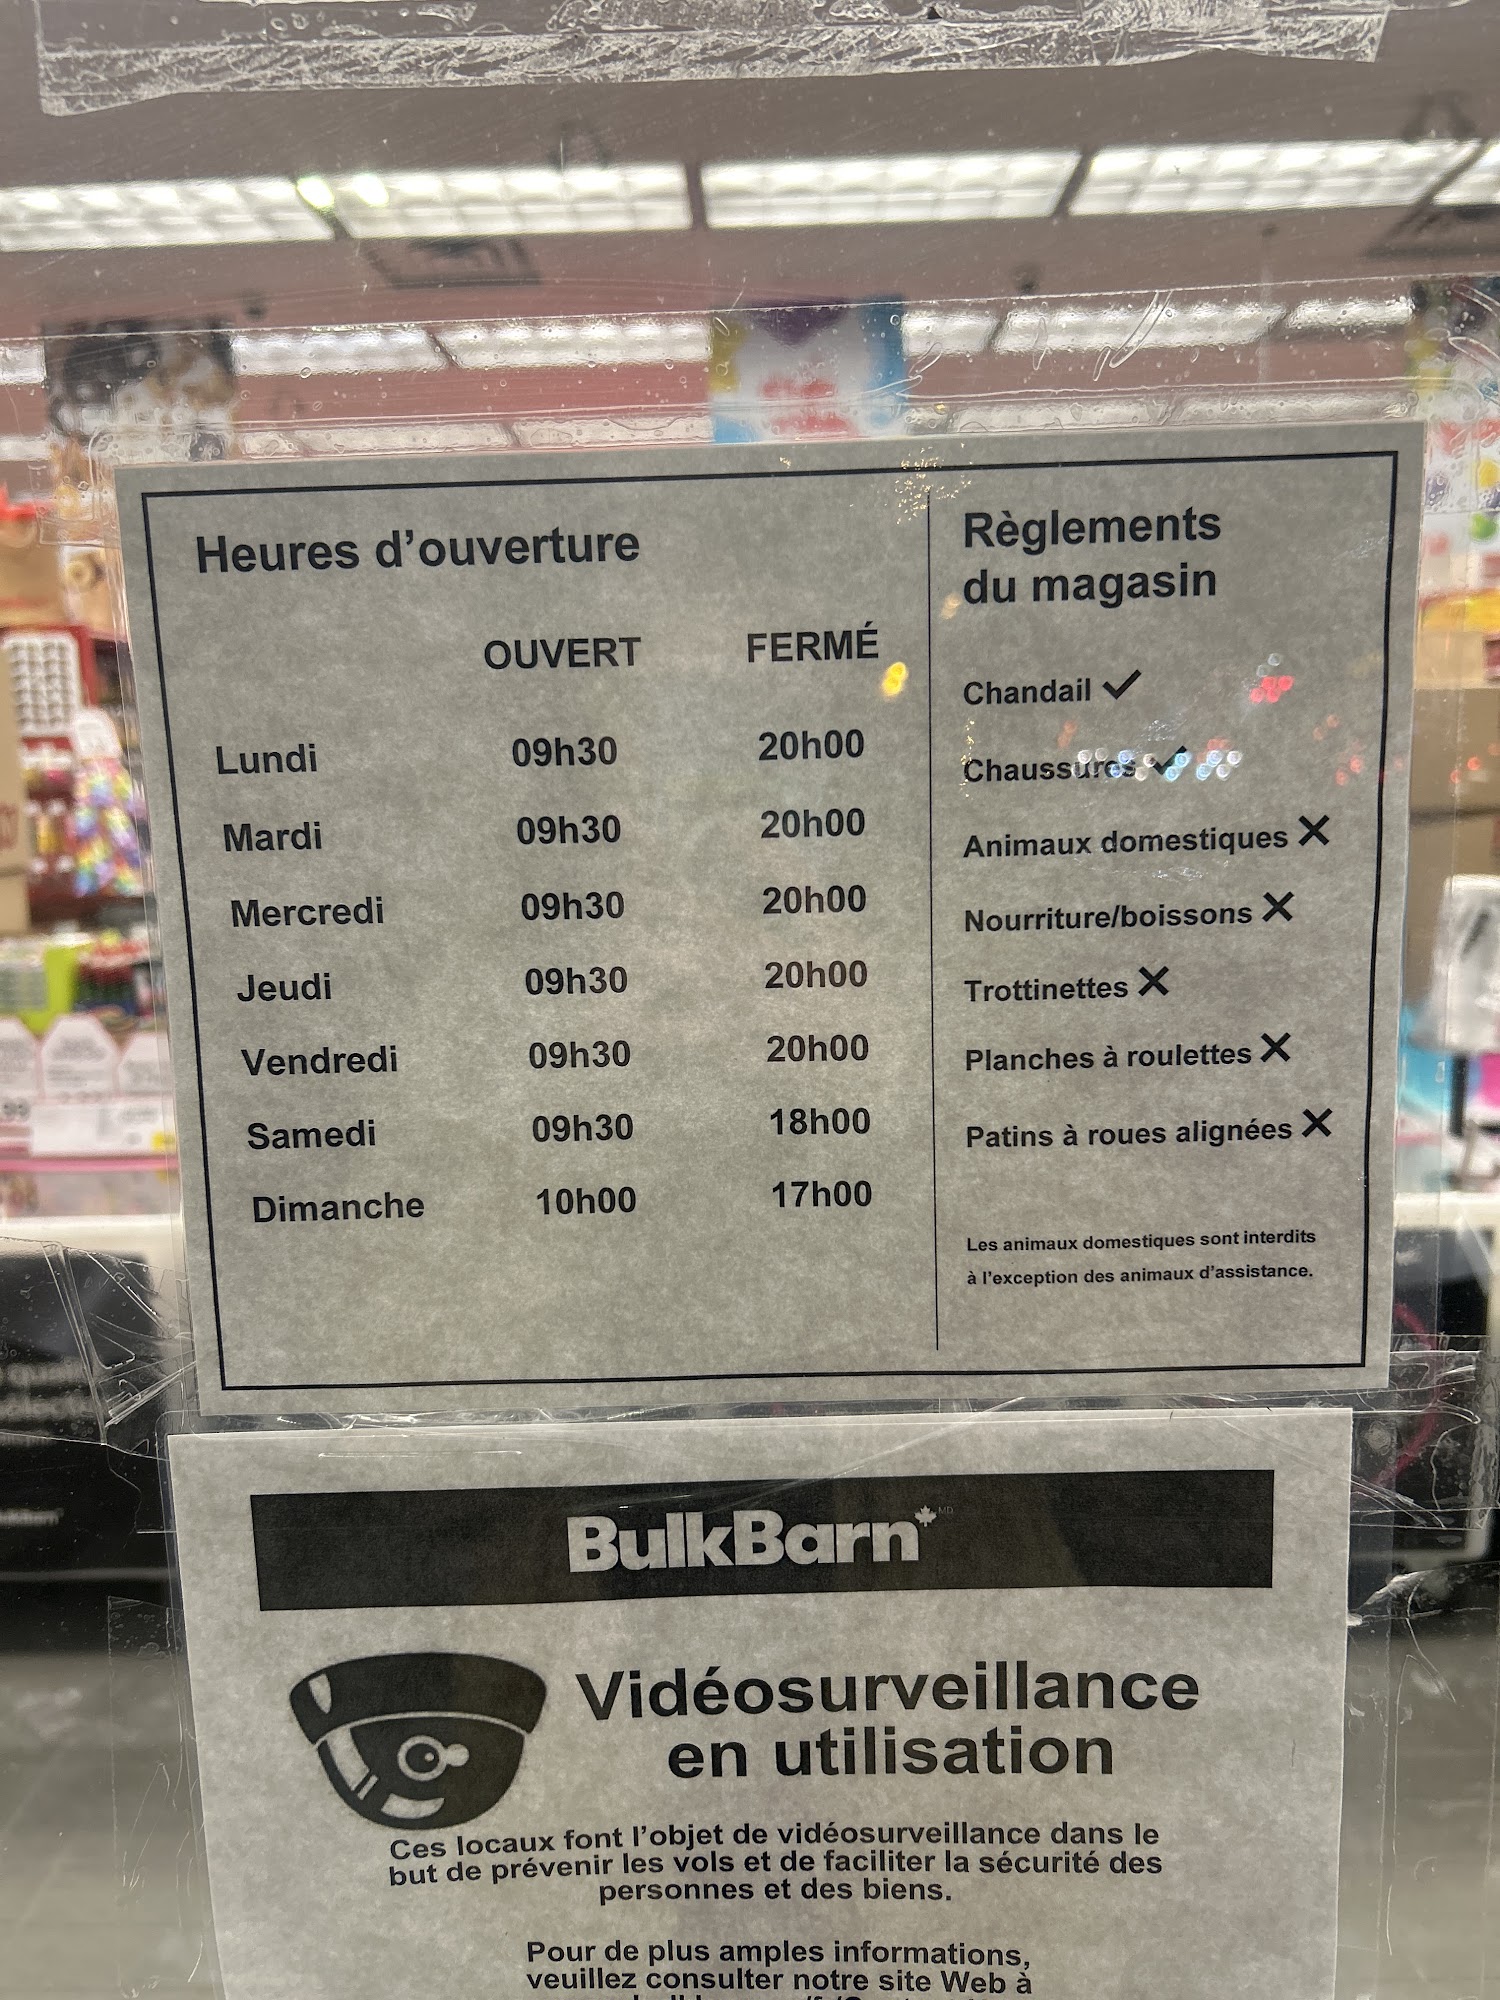 Heures d'ouverture
OUVERT FERMÉ
Lundi 09h30 20h00
Mardi 09h30 20h00
Mercredi 09h30 20h00
Jeudi 09h30 20h00
Vendredi 09h30 20h00
Samedi 09h30 18h00
Dimanche 10h00 17h00
Règlements
du magasin
Chandail ✓
Chaussures ✓
Animaux domestiques ✕
Nourriture/boissons ✕
Trottinettes ✕
Planches à roulettes ✕
Patins à roues alignées ✕
Les animaux domestiques sont interdits
à l'exception des animaux d'assistance.
BulkBarn MD
Vidéosurveillance
en utilisation
Ces locaux font l'objet de vidéosurveillance dans le
but de prévenir les vols et de faciliter la sécurité des
personnes et des biens.
Pour de plus amples informations,
veuillez consulter notre site Web à